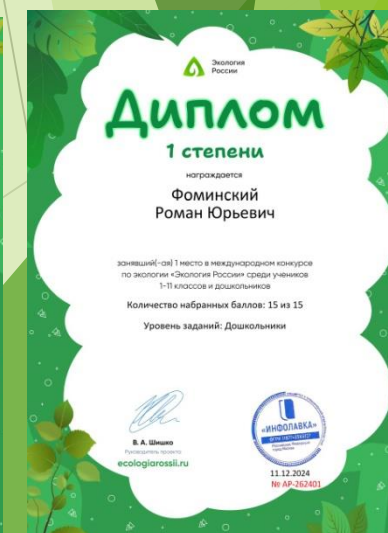 Экология
России
Диплом
1 степени
награждается
Фоминский
Роман Юрьевич
занявший(-ая) 1 место в международном конкурсе
по экологии «Экология России» среди учеников
1-11 классов и дошкольников
Количество набранных баллов: 15 из 15
Уровень заданий: Дошкольники
В. А. Шишко
Руководитель проекта
ecologiarossii.ru
«ИНФОЛАВКА»
11.12.2024
№ AP-262401